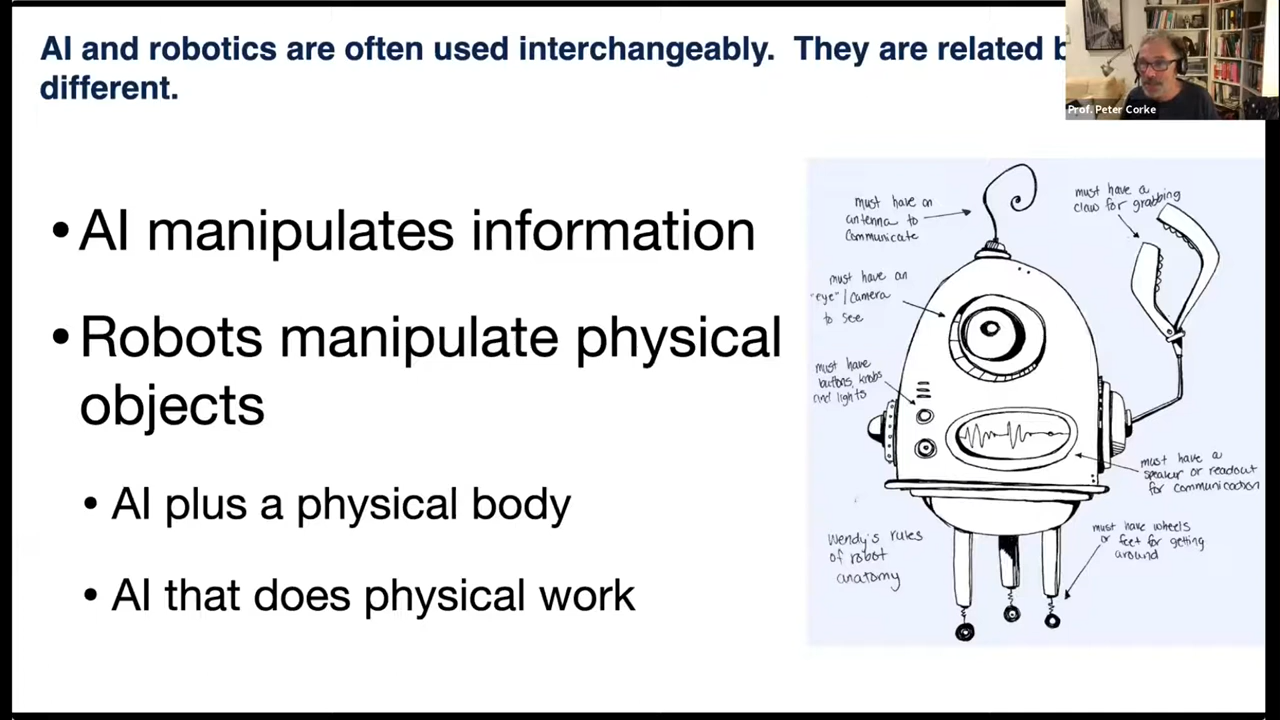 AI and robotics are often used interchangeably. They are related
different.
Prof. Peter Corke
• AI manipulates information
• Robots manipulate physical
objects
• AI plus a physical body
• AI that does physical work
must have an
antenna to
communicate
must have a
claw for grabbing
must have an
"eye"/camera
to see
must have
buttons, knobs
and lights
must have a
speaker or readout
for communication
must have wheels
or feet for getting
around
Wendy's rules
of robot
anatomy